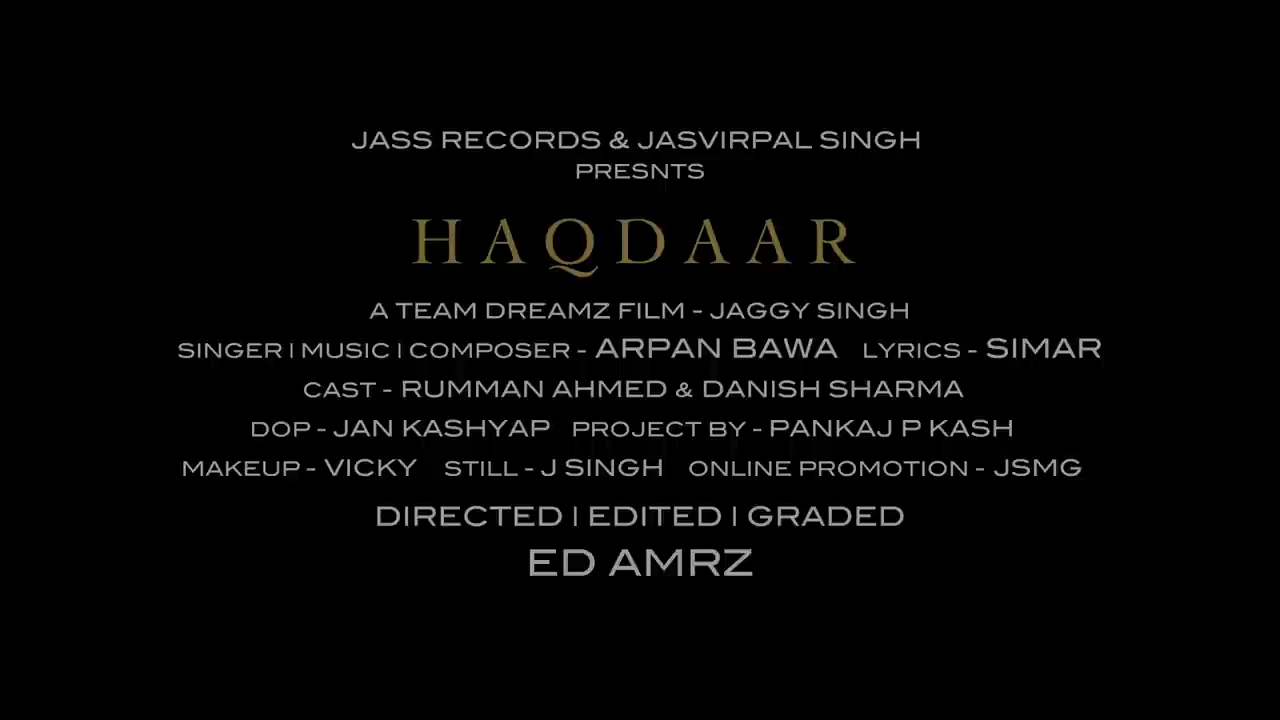 JASS RECORDS & JASVIRPAL SINGH
PRESNTS
HAQDAAR
A TEAM DREAMZ FILM - JAGGY SINGH
SINGER | MUSIC | COMPOSER - ARPAN BAWA LYRICS - SIMAR
CAST - RUMMAN AHMED & DANISH SHARMA
DOP - JAN KASHYAP PROJECT BY - PANKAJ P KASH
MAKEUP - VICKY STILL - J SINGH ONLINE PROMOTION - JSMG
DIRECTED | EDITED | GRADED
ED AMRZ